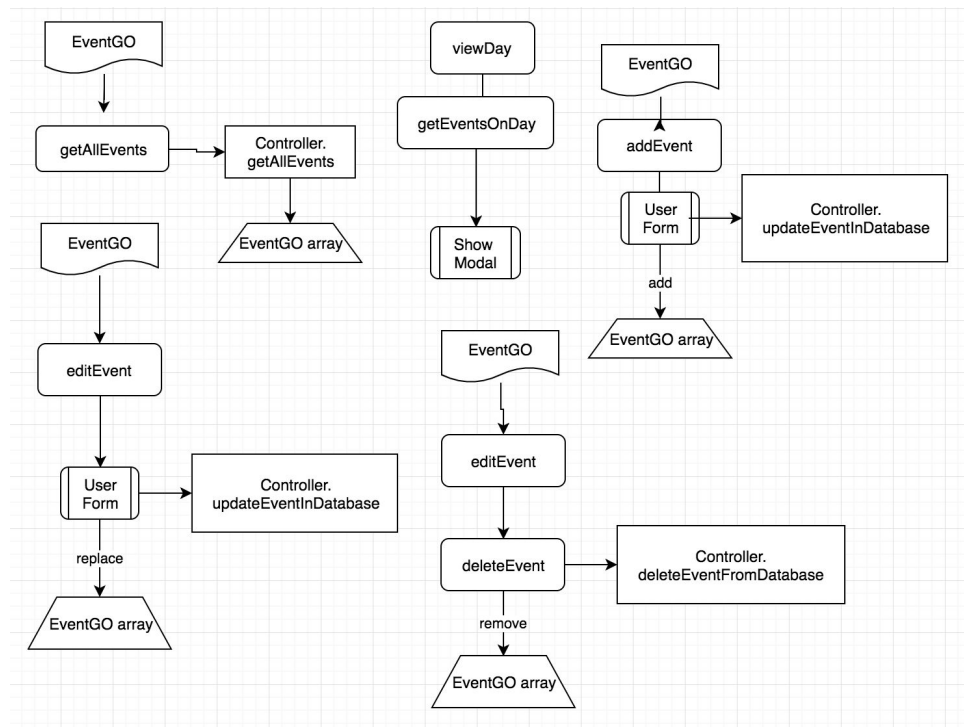 EventGO
getAllEvents
Controller.
getAllEvents
EventGO array
viewDay
getEventsOnDay
Show
Modal
EventGO
addEvent
User
Form
Controller.
updateEventInDatabase
add
EventGO array
EventGO
editEvent
User
Form
Controller.
updateEventInDatabase
replace
EventGO array
EventGO
editEvent
deleteEvent
Controller.
deleteEventFromDatabase
remove
EventGO array